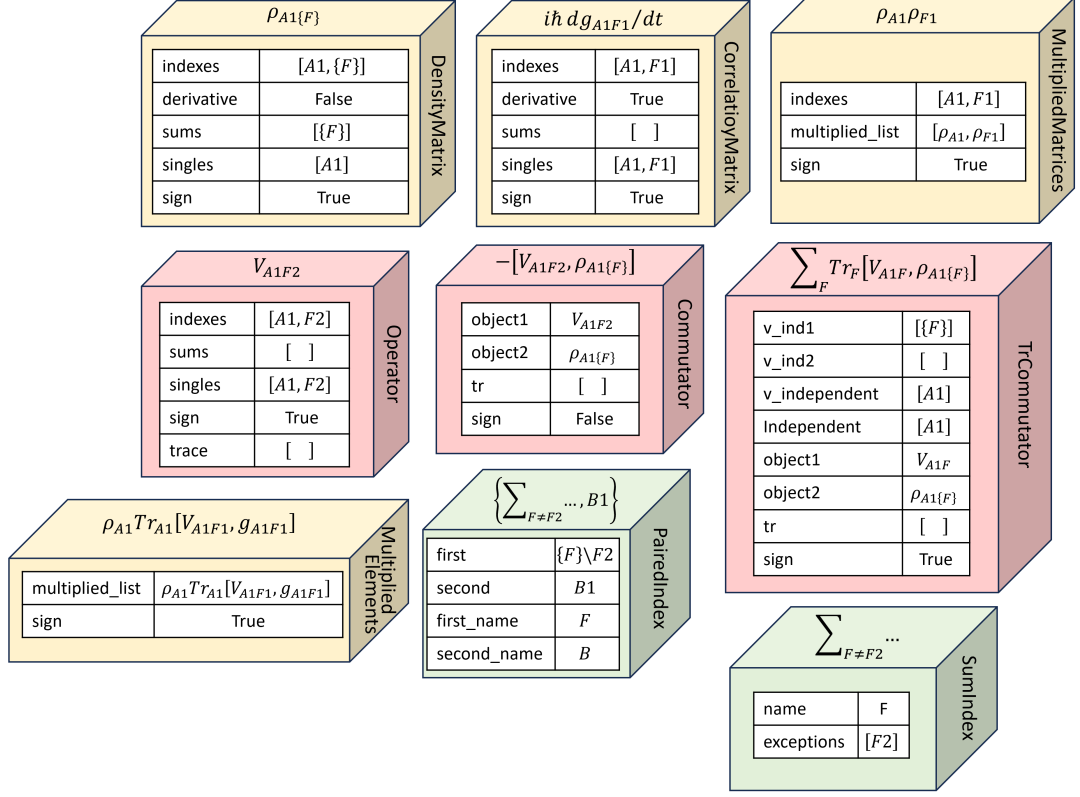 ρ_{A1{F}}
indexes [A1, {F}]
derivative False
sums [{F}]
singles [A1]
sign True
DensityMatrix
iℏ dg_{A1F1}/dt
indexes [A1, F1]
derivative True
sums [ ]
singles [A1, F1]
sign True
CorrelatioyMatrix
ρ_{A1}ρ_{F1}
indexes [A1, F1]
multiplied_list [ρ_{A1}, ρ_{F1}]
sign True
MultipliedMatrices
V_{A1F2}
indexes [A1, F2]
sums [ ]
singles [A1, F2]
sign True
trace [ ]
Operator
−[V_{A1F2}, ρ_{A1{F}}]
object1 V_{A1F2}
object2 ρ_{A1{F}}
tr [ ]
sign False
Commutator
∑_F Tr_F[V_{A1F}, ρ_{A1{F}}]
v_ind1 [{F}]
v_ind2 [ ]
v_independent [A1]
Independent [A1]
object1 V_{A1F}
object2 ρ_{A1{F}}
tr [ ]
sign True
TrCommutator
ρ_{A1}Tr_{A1}[V_{A1F1}, g_{A1F1}]
multiplied_list ρ_{A1}Tr_{A1}[V_{A1F1}, g_{A1F1}]
sign True
Multiplied
Elements
{∑_{F≠F2} ..., B1}
first {F}\F2
second B1
first_name F
second_name B
PairedIndex
∑_{F≠F2} ...
name F
exceptions [F2]
SumIndex